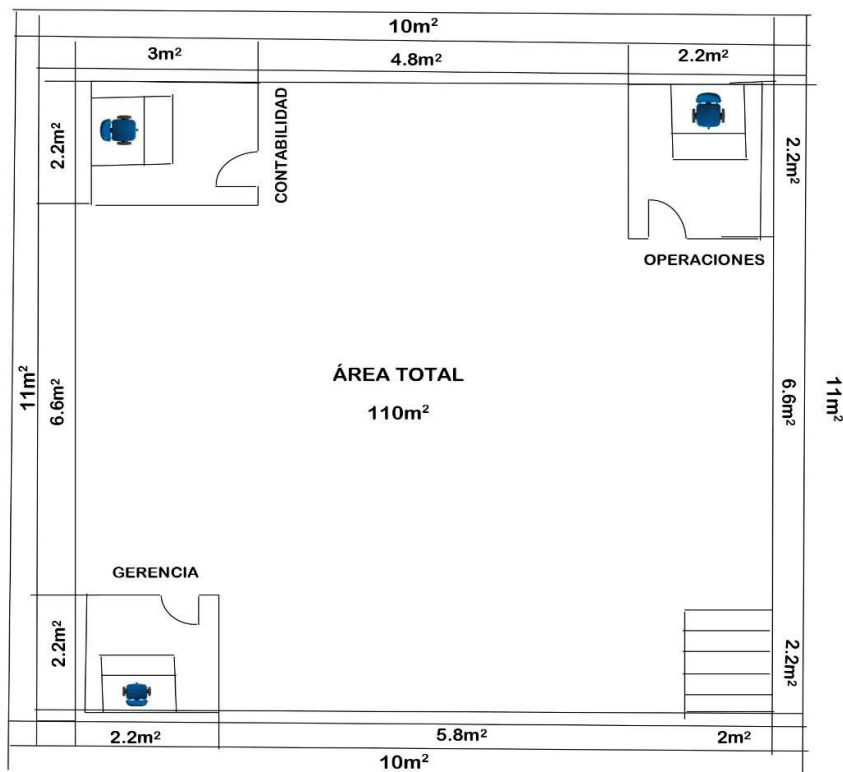 10m²
3m²
4.8m²
2.2m²
2.2m²
CONTABILIDAD
2.2m²
OPERACIONES
ÁREA TOTAL
110m²
11m²
6.6m²
6.6m²
11m²
GERENCIA
2.2m²
2.2m²
2.2m²
5.8m²
2m²
10m²